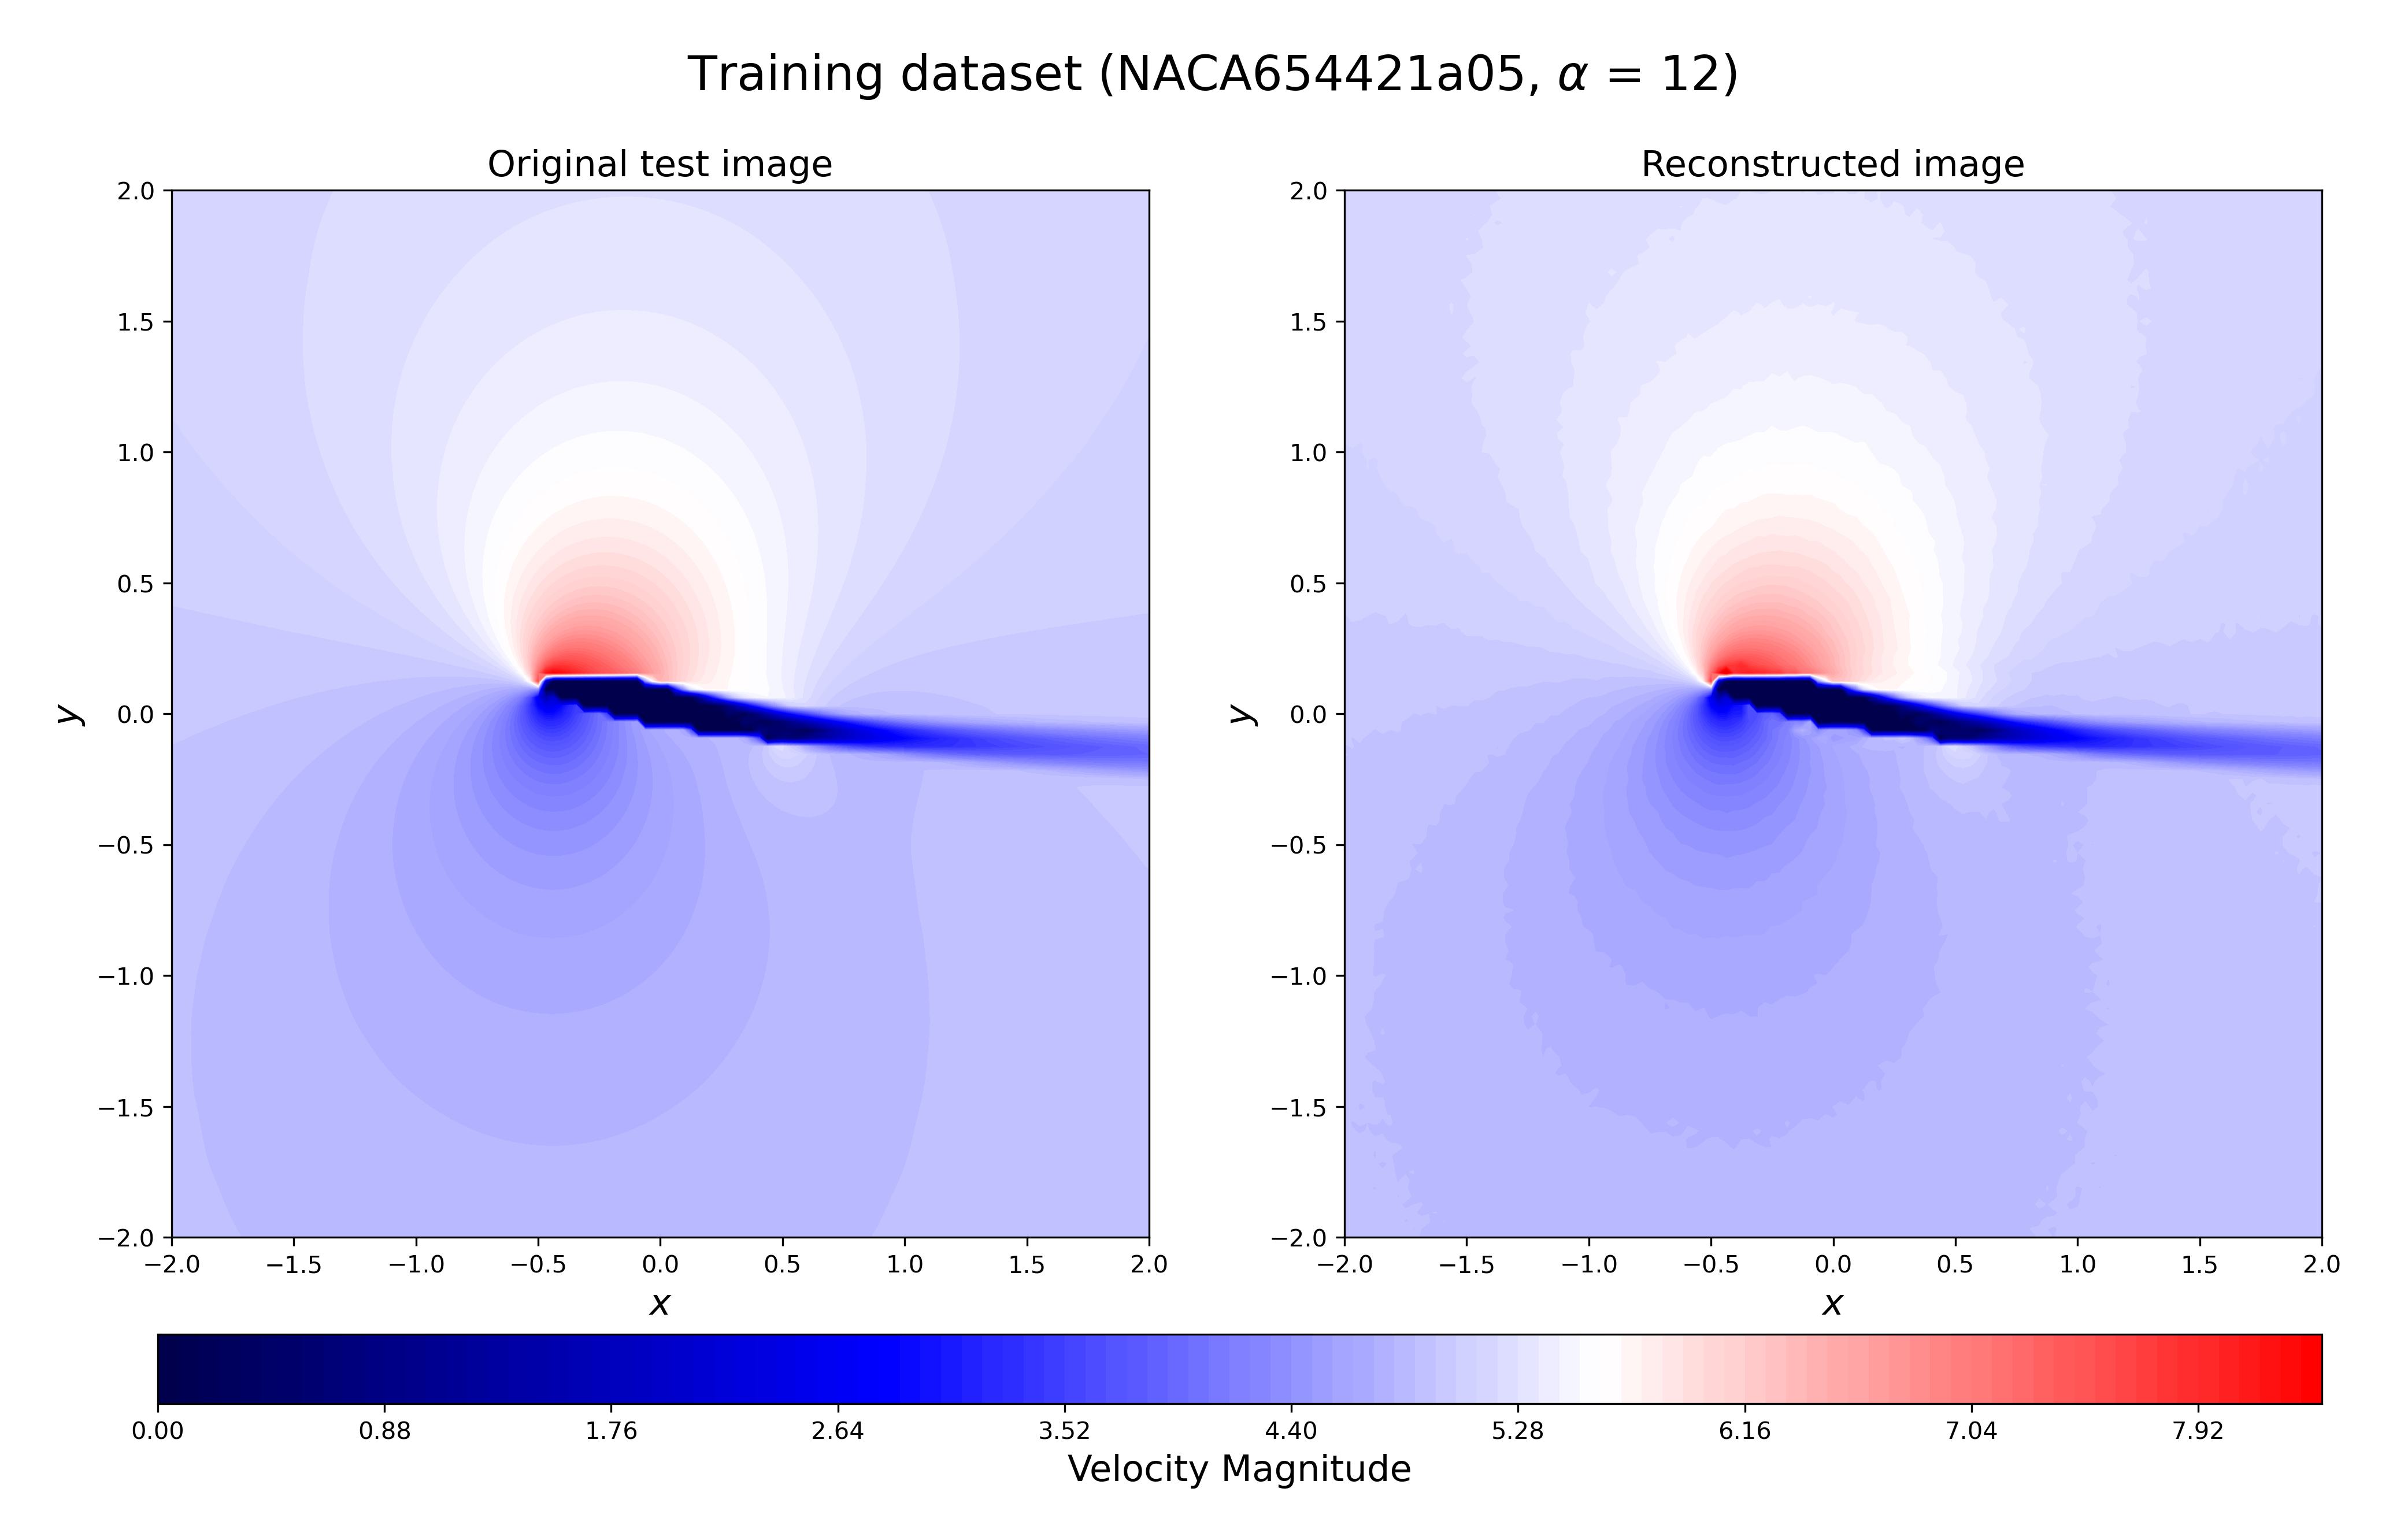 Training dataset (NACA654421a05, α = 12)
Original test image
Reconstructed image
2.0
1.5
1.0
0.5
0.0
−0.5
−1.0
−1.5
−2.0
y
−2.0 −1.5 −1.0 −0.5 0.0 0.5 1.0 1.5 2.0
x
2.0
1.5
1.0
0.5
0.0
−0.5
−1.0
−1.5
−2.0
y
−2.0 −1.5 −1.0 −0.5 0.0 0.5 1.0 1.5 2.0
x
0.00 0.88 1.76 2.64 3.52 4.40 5.28 6.16 7.04 7.92
Velocity Magnitude